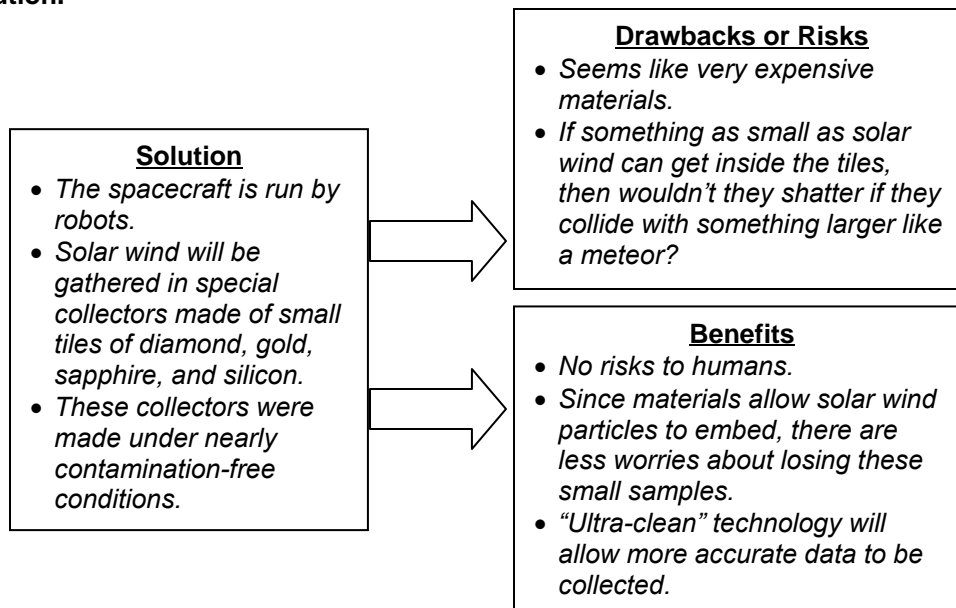 Solution
• The spacecraft is run by
robots.
• Solar wind will be
gathered in special
collectors made of small
tiles of diamond, gold,
sapphire, and silicon.
• These collectors were
made under nearly
contamination-free
conditions.
Drawbacks or Risks
• Seems like very expensive
materials.
• If something as small as solar
wind can get inside the tiles,
then wouldn’t they shatter if they
collide with something larger like
a meteor?
Benefits
• No risks to humans.
• Since materials allow solar wind
particles to embed, there are
less worries about losing these
small samples.
• “Ultra-clean” technology will
allow more accurate data to be
collected.